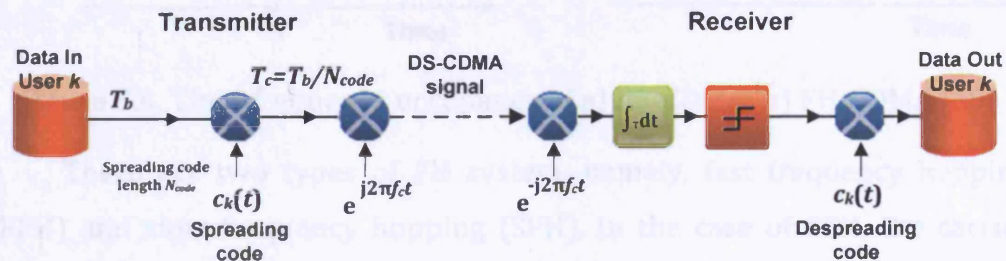 Transmitter
Receiver
Data In
User k
T_b
T_C=T_b/N_code
DS-CDMA
signal
Data Out
User k
∫_T dt
Spreading code
length N_code
c_k(t)
Spreading
code
e^{j2πf_ct}
e^{-j2πf_ct}
c_k(t)
Despreading
code